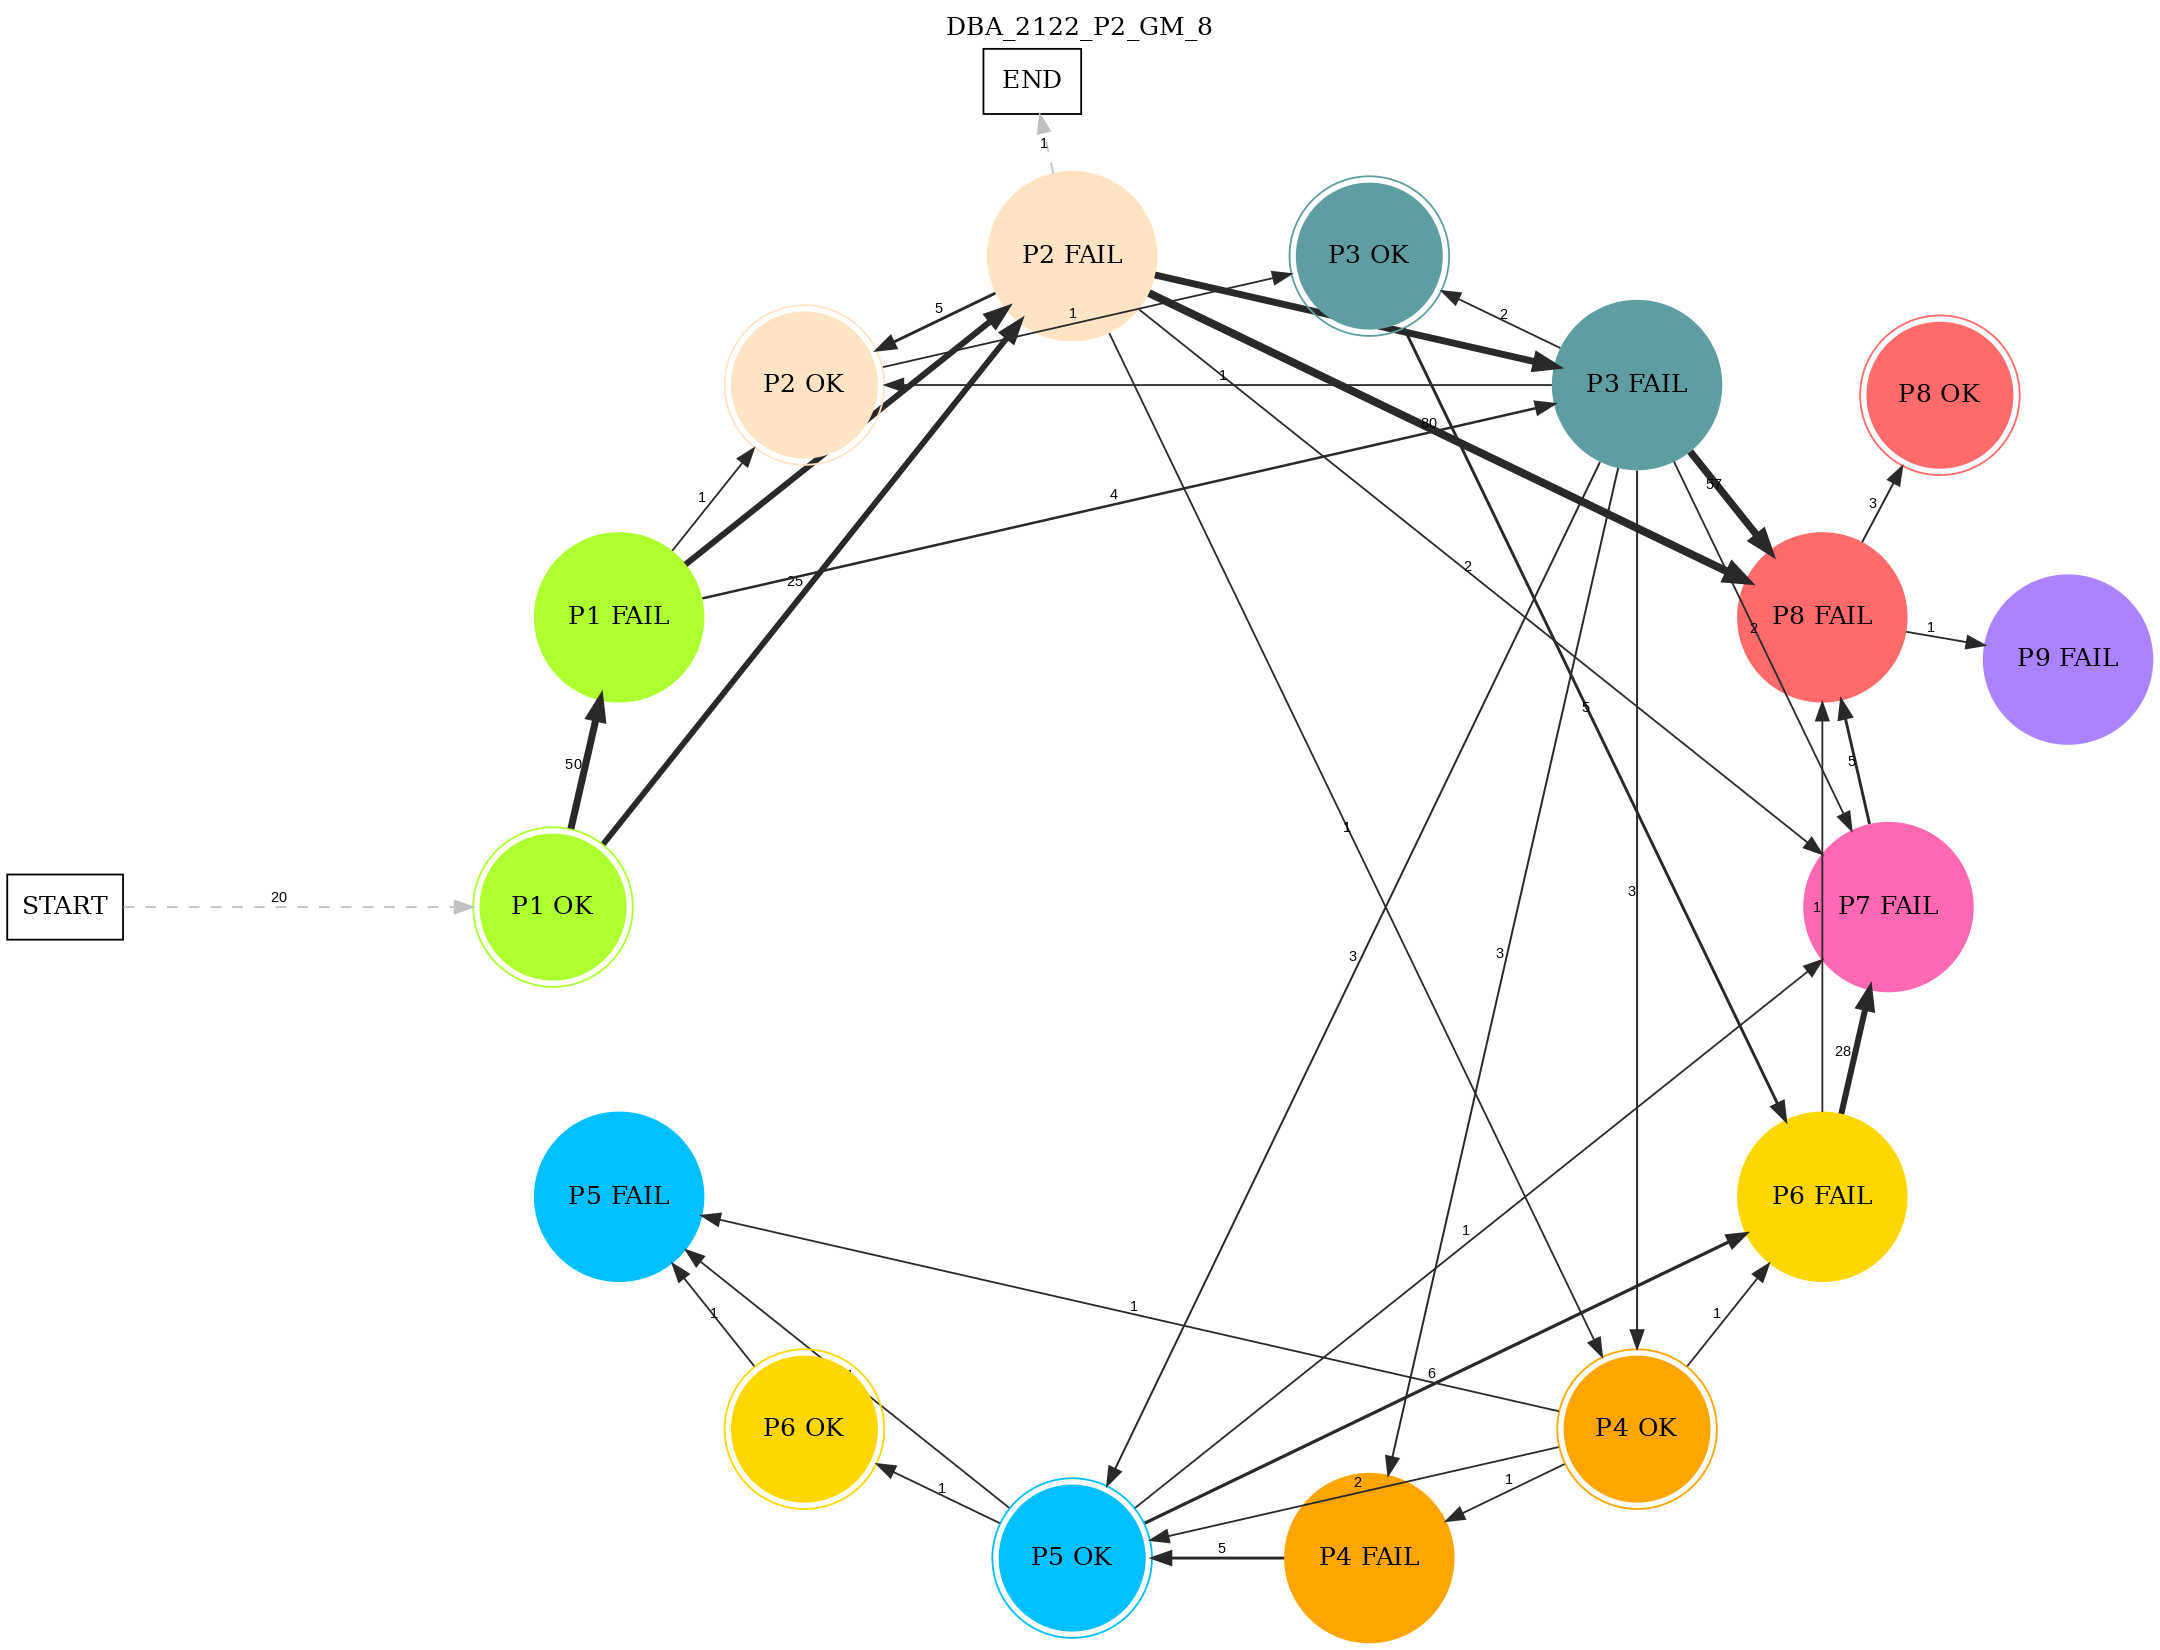 DBA_2122_P2_GM_8
END
1
P2 FAIL
P3 OK
5
1
2
P2 OK
1
P3 FAIL
P8 OK
80
1
4
57
3
25
2
P1 FAIL
P8 FAIL
2
1
P9 FAIL
5
50
5
1
3
START
20
P1 OK
1
P7 FAIL
3
3
28
P5 FAIL
1
P6 FAIL
1
1
1
6
P6 OK
P4 OK
1
2
1
P5 OK
5
P4 FAIL